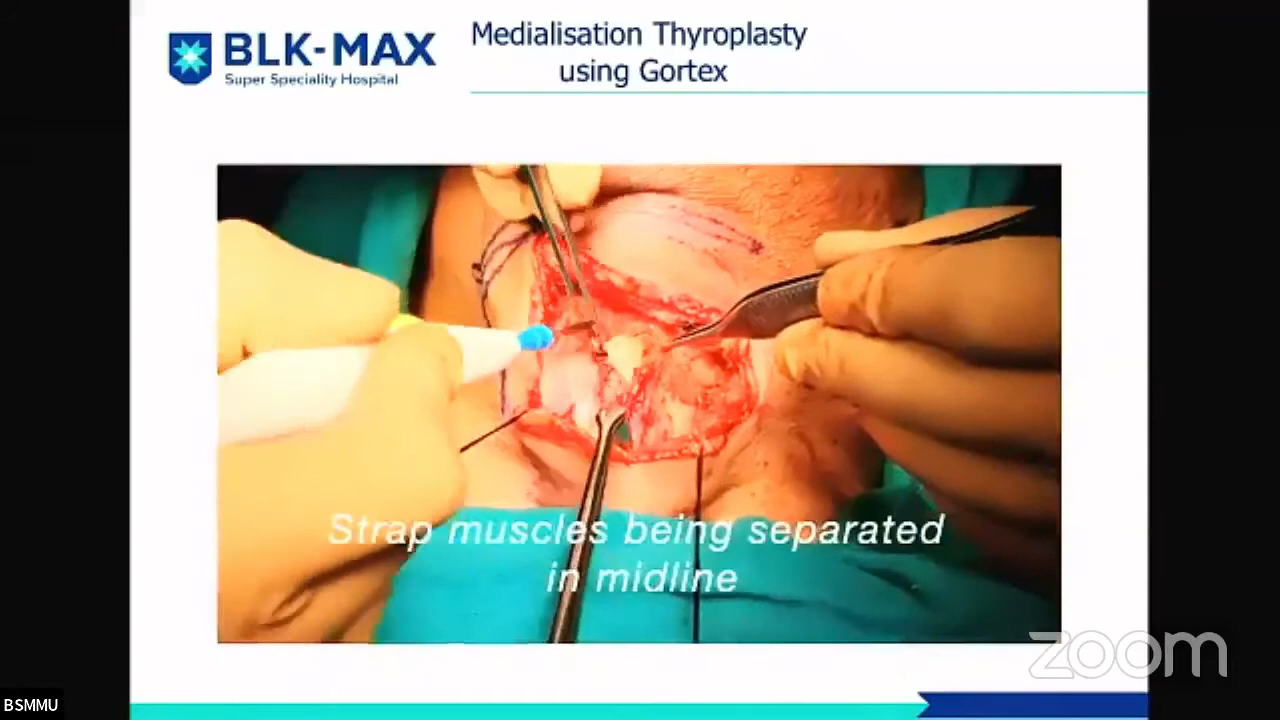 BLK-MAX
Super Speciality Hospital
Medialisation Thyroplasty
using Gortex
Strap muscles being separated
in midline
zoom
BSMMU